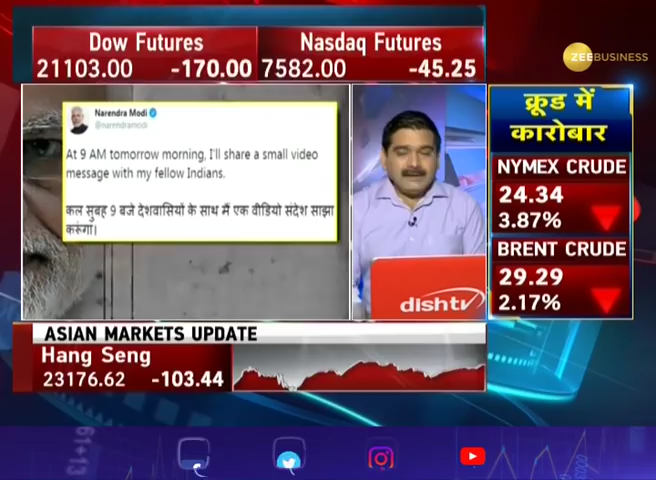 Dow Futures
21103.00 -170.00
Nasdaq Futures
7582.00 -45.25
ZEE BUSINESS
Narendra Modi
@narendramodi
At 9 AM tomorrow morning, I'll share a small video
message with my fellow Indians.
कल सुबह 9 बजे देशवासियों के साथ मैं एक वीडियो संदेश साझा
करूंगा।
dishtv
क्रूड में
कारोबार
NYMEX CRUDE
24.34
3.87%
BRENT CRUDE
29.29
2.17%
ASIAN MARKETS UPDATE
Hang Seng
23176.62 -103.44
61+13